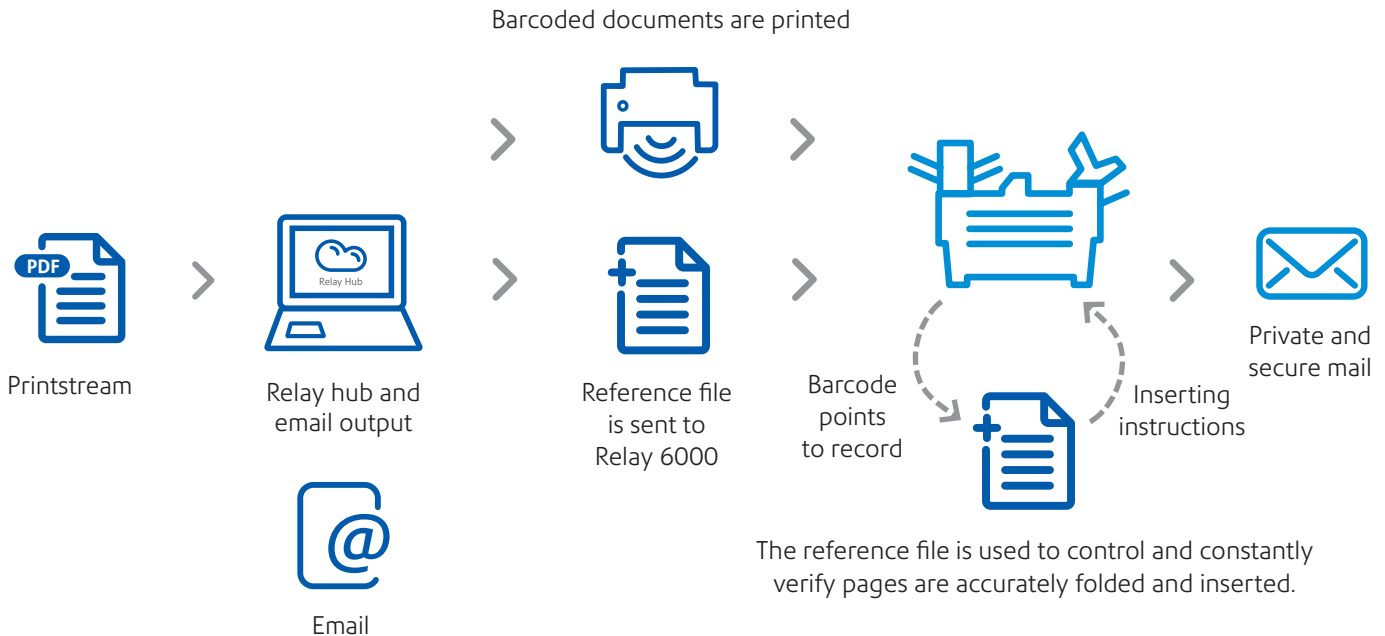 Barcoded documents are printed
PDF
Printstream
Relay Hub
Relay hub and
email output
@
Email
Reference file
is sent to
Relay 6000
Barcode
points
to record
Inserting
instructions
Private and
secure mail
The reference file is used to control and constantly
verify pages are accurately folded and inserted.